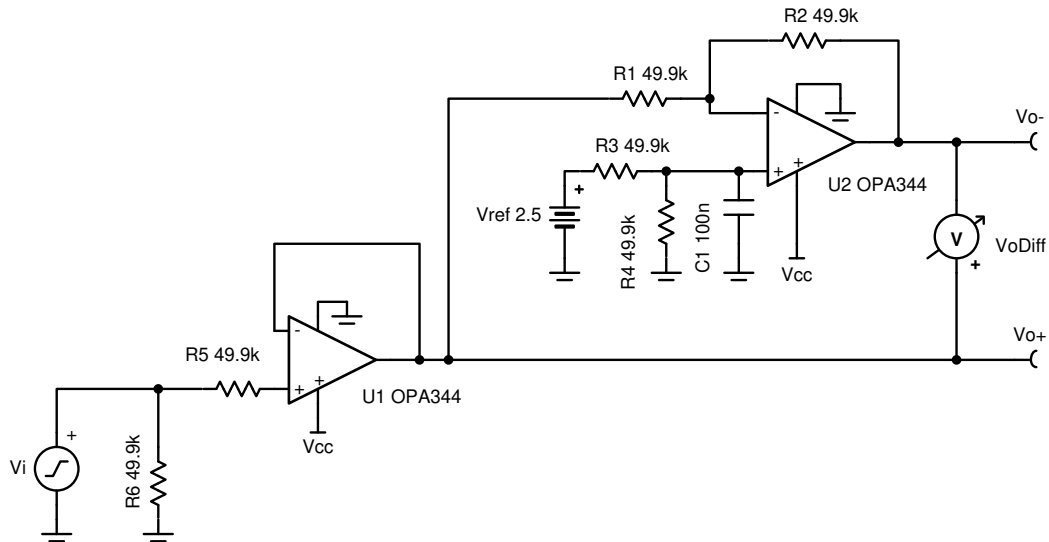 R2 49.9k
R1 49.9k
-
+
+
U2 OPA344
Vo-
R3 49.9k
+
Vref 2.5
R4 49.9k
C1 100n
Vcc
V
+
VoDiff
-
+
+
U1 OPA344
Vo+
R5 49.9k
Vcc
+
Vi
R6 49.9k